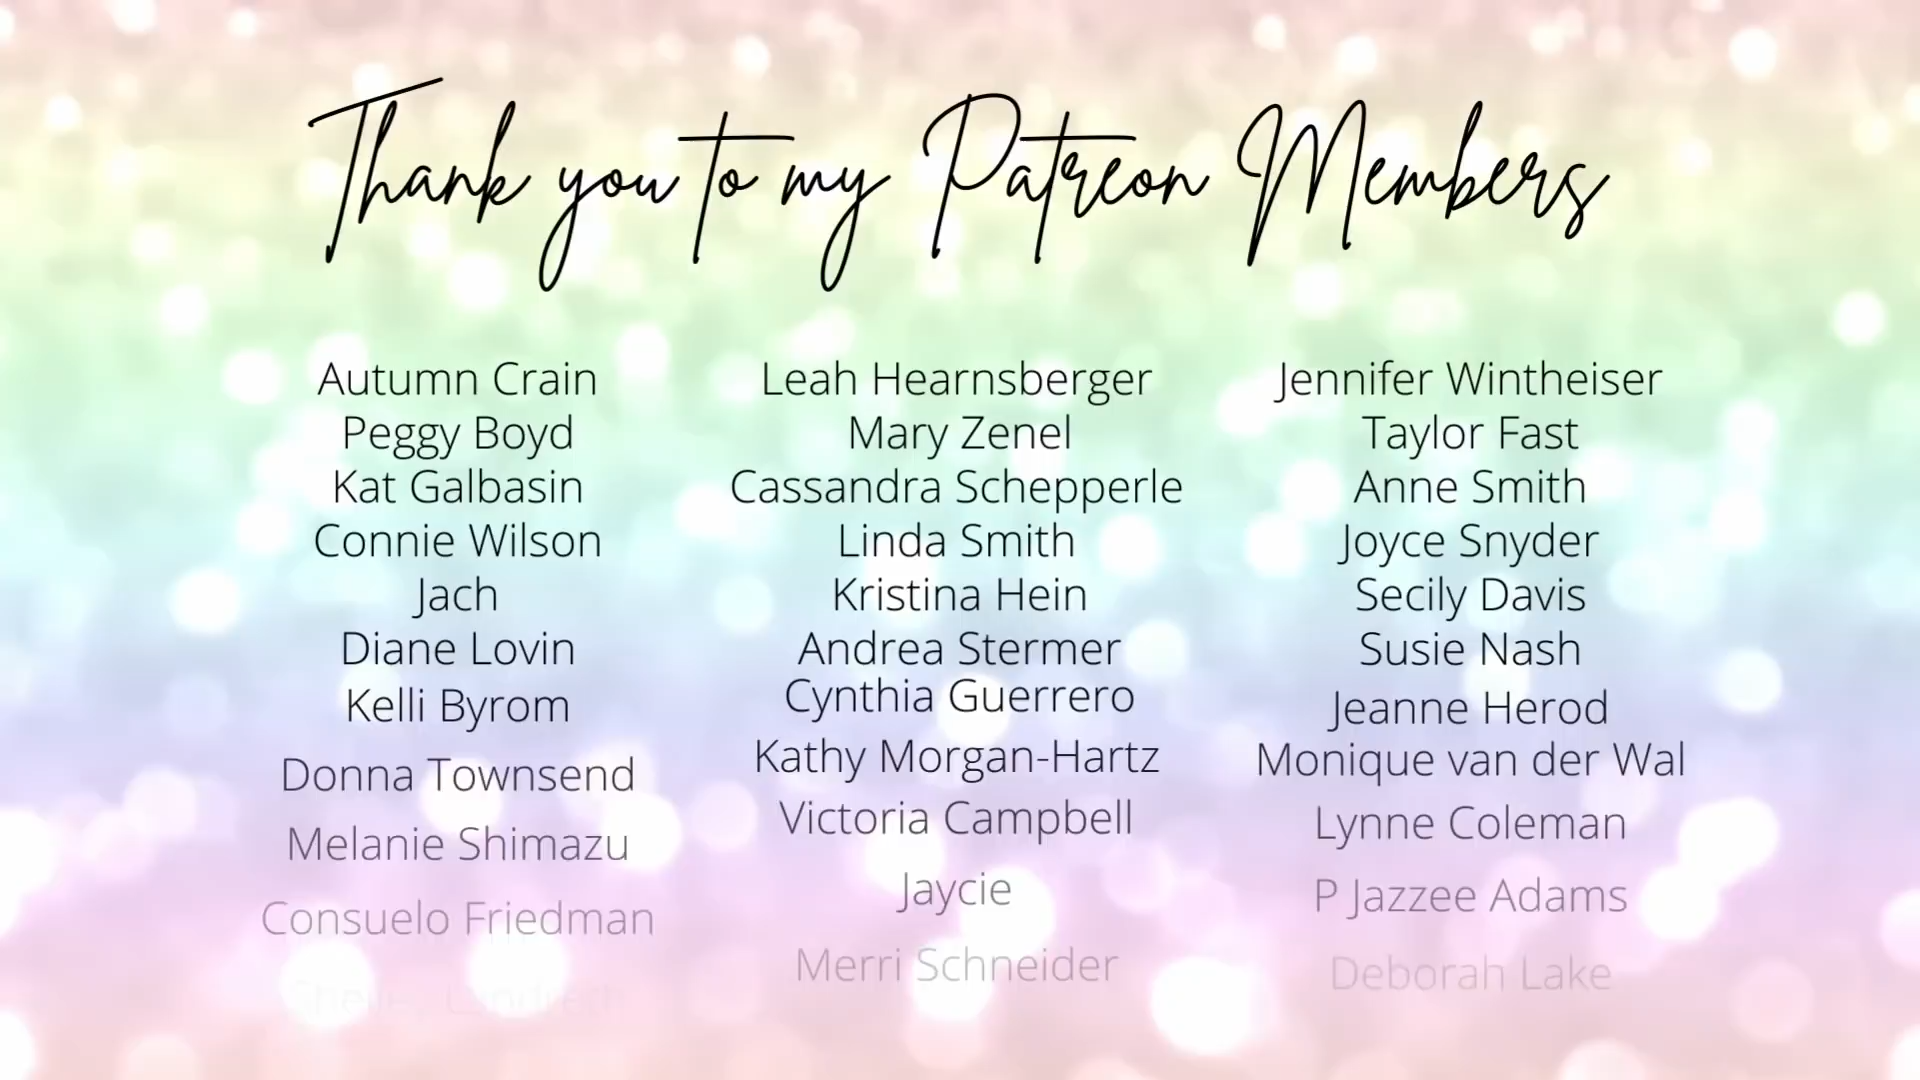 Thank you to my Patreon Members
Autumn Crain
Peggy Boyd
Kat Galbasin
Connie Wilson
Jach
Diane Lovin
Kelli Byrom
Donna Townsend
Melanie Shimazu
Consuelo Friedman
Leah Hearnsberger
Mary Zenel
Cassandra Schepperle
Linda Smith
Kristina Hein
Andrea Stermer
Cynthia Guerrero
Kathy Morgan-Hartz
Victoria Campbell
Jaycie
Merri Schneider
Jennifer Wintheiser
Taylor Fast
Anne Smith
Joyce Snyder
Secily Davis
Susie Nash
Jeanne Herod
Monique van der Wal
Lynne Coleman
P Jazzee Adams
Deborah Lake